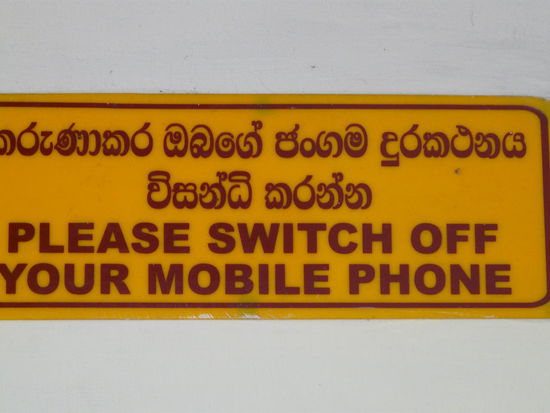 කරුණාකර ඔබගේ ජංගම දුරකථනය
විසන්ධි කරන්න
PLEASE SWITCH OFF
YOUR MOBILE PHONE